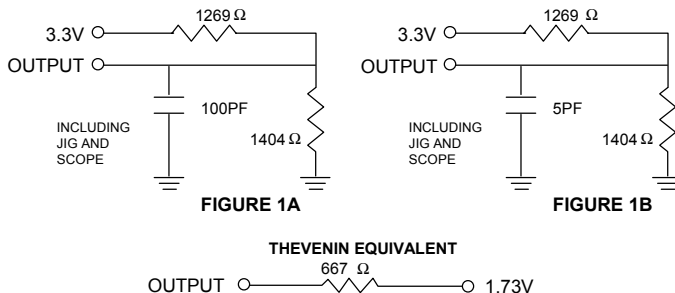 1269 Ω
3.3V
OUTPUT
100PF
INCLUDING
JIG AND
SCOPE
1404 Ω
FIGURE 1A
1269 Ω
3.3V
OUTPUT
5PF
INCLUDING
JIG AND
SCOPE
1404 Ω
FIGURE 1B
THEVENIN EQUIVALENT
667 Ω
OUTPUT
1.73V